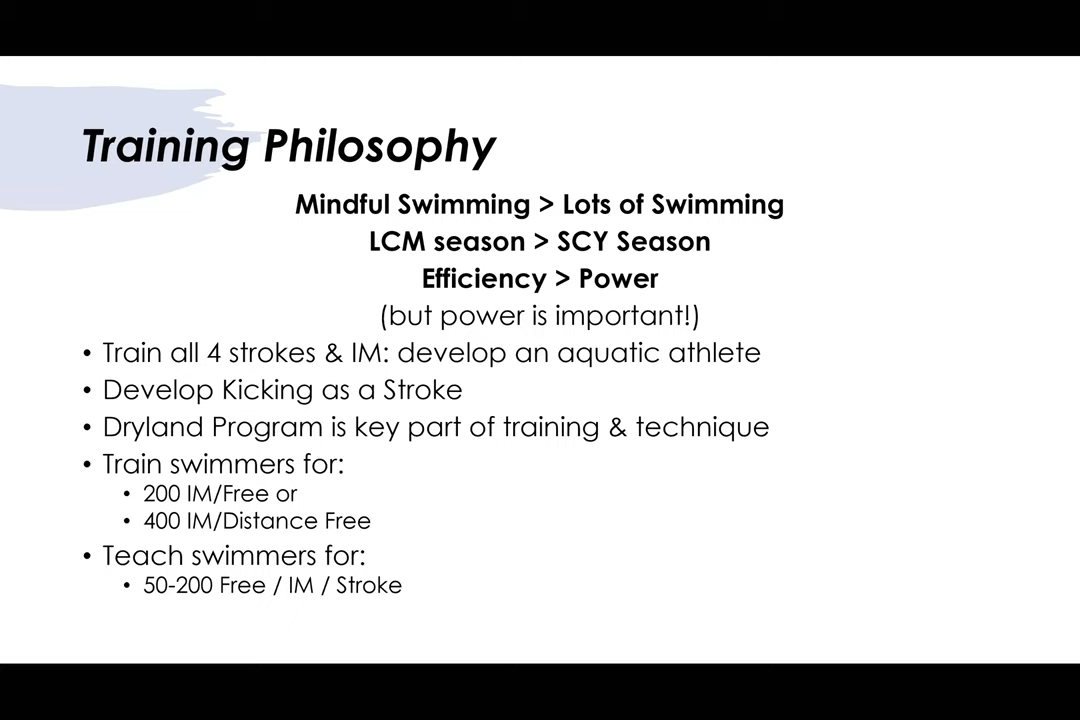 Training Philosophy
Mindful Swimming > Lots of Swimming
LCM season > SCY Season
Efficiency > Power
(but power is important!)
• Train all 4 strokes & IM: develop an aquatic athlete
• Develop Kicking as a Stroke
• Dryland Program is key part of training & technique
• Train swimmers for:
• 200 IM/Free or
• 400 IM/Distance Free
• Teach swimmers for:
• 50-200 Free / IM / Stroke